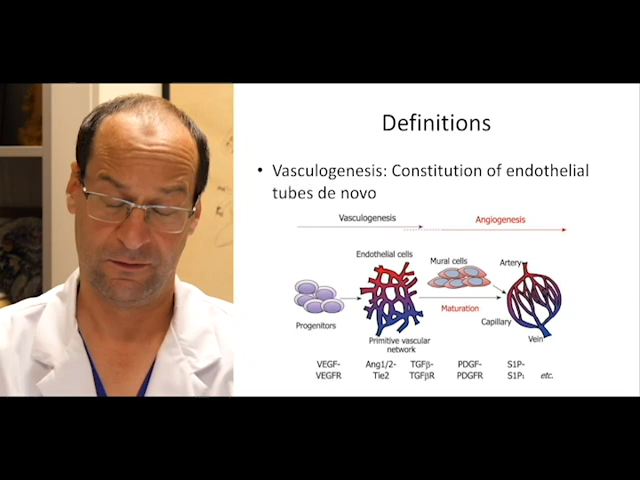 Definitions
• Vasculogenesis: Constitution of endothelial
tubes de novo
Vasculogenesis
Angiogenesis
Endothelial cells
Mural cells
Artery
Progenitors
Maturation
Capillary
Vein
Primitive vascular
network
VEGF- Ang1/2- TGFβ- PDGF- S1P-
VEGFR Tie2 TGFβR PDGFR S1P₁ etc.